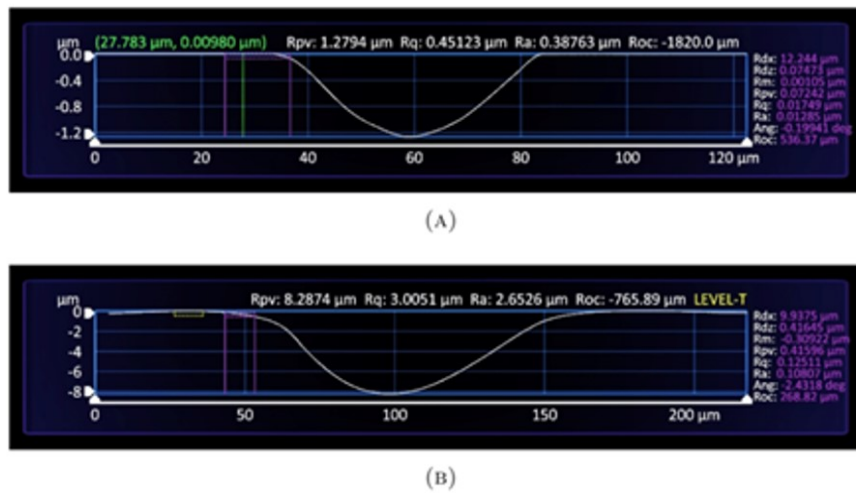 µm (27.783 µm, 0.00980 µm) Rpv: 1.2794 µm Rq: 0.45123 µm Ra: 0.38763 µm Roc: -1820.0 µm
0.0
-0.4
-0.8
-1.2
0 20 40 60 80 100 120 µm
Rdx: 12.244 µm
Rdz: 0.07473 µm
Rm: 0.00105 µm
Rpv: 0.07242 µm
Rq: 0.01749 µm
Ra: 0.01285 µm
Ang: -0.19941 deg
Roc: 536.37 µm
(A)
µm Rpv: 8.2874 µm Rq: 3.0051 µm Ra: 2.6526 µm Roc: -765.89 µm LEVEL-T
0
-2
-4
-6
-8
0 50 100 150 200 µm
Rdx: 9.9375 µm
Rdz: 0.41645 µm
Rm: -0.30922 µm
Rpv: 0.41596 µm
Rq: 0.12511 µm
Ra: 0.10807 µm
Ang: -2.4318 deg
Roc: 268.82 µm
(B)